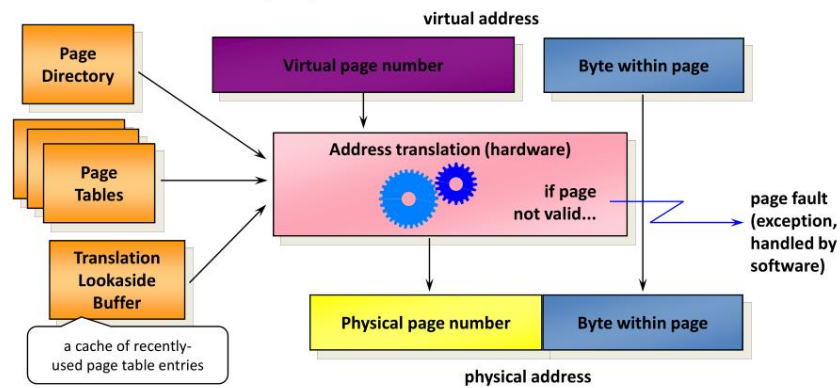 virtual address
Page
Directory
Virtual page number
Byte within page
Address translation (hardware)
Page
Tables
if page
not valid...
page fault
(exception,
handled by
software)
Translation
Lookaside
Buffer
a cache of recently-
used page table entries
Physical page number
Byte within page
physical address